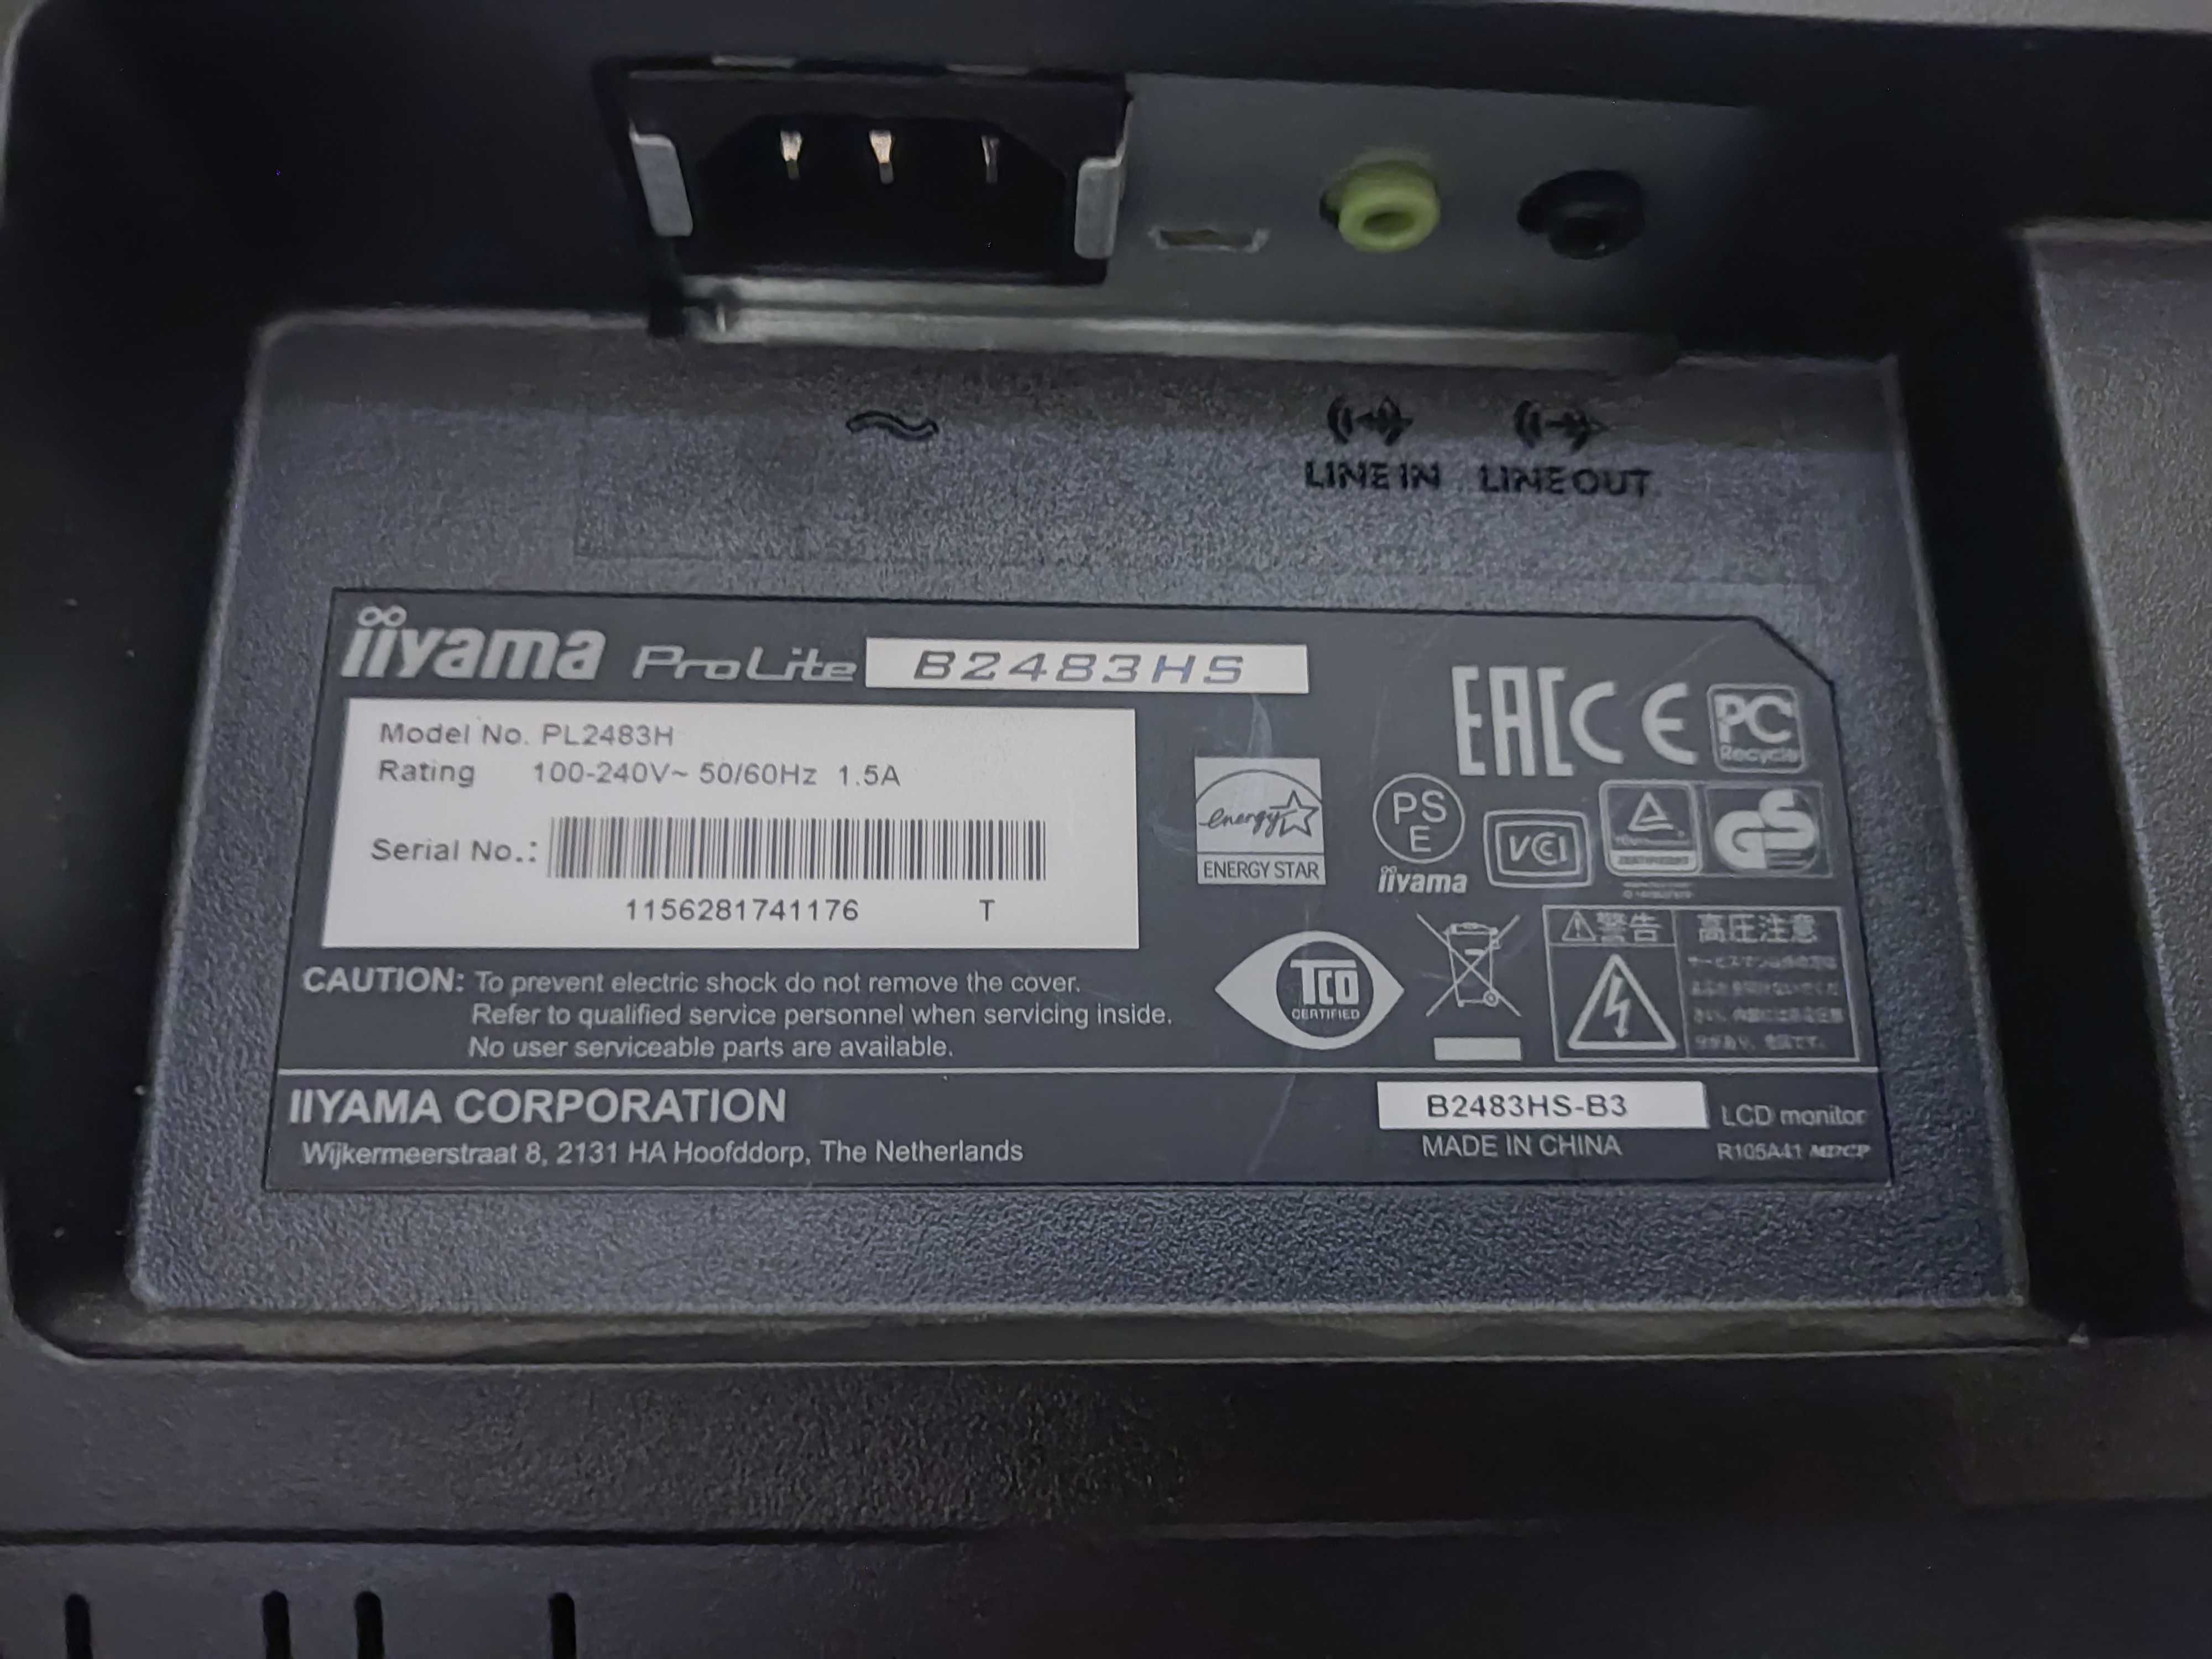 LINE IN LINE OUT
iiyama ProLite B2483HS
Model No. PL2483H
Rating 100-240V~ 50/60Hz 1.5A
Serial No.:
1156281741176 T
EAC CE PC
Recycle
energy
ENERGY STAR
PS
E
iiyama
VCI
GS
TCO
CERTIFIED
警告 高圧注意
CAUTION: To prevent electric shock do not remove the cover.
Refer to qualified service personnel when servicing inside.
No user serviceable parts are available.
IIYAMA CORPORATION
Wijkermeerstraat 8, 2131 HA Hoofddorp, The Netherlands
B2483HS-B3 LCD monitor
MADE IN CHINA R105A41 MDCP